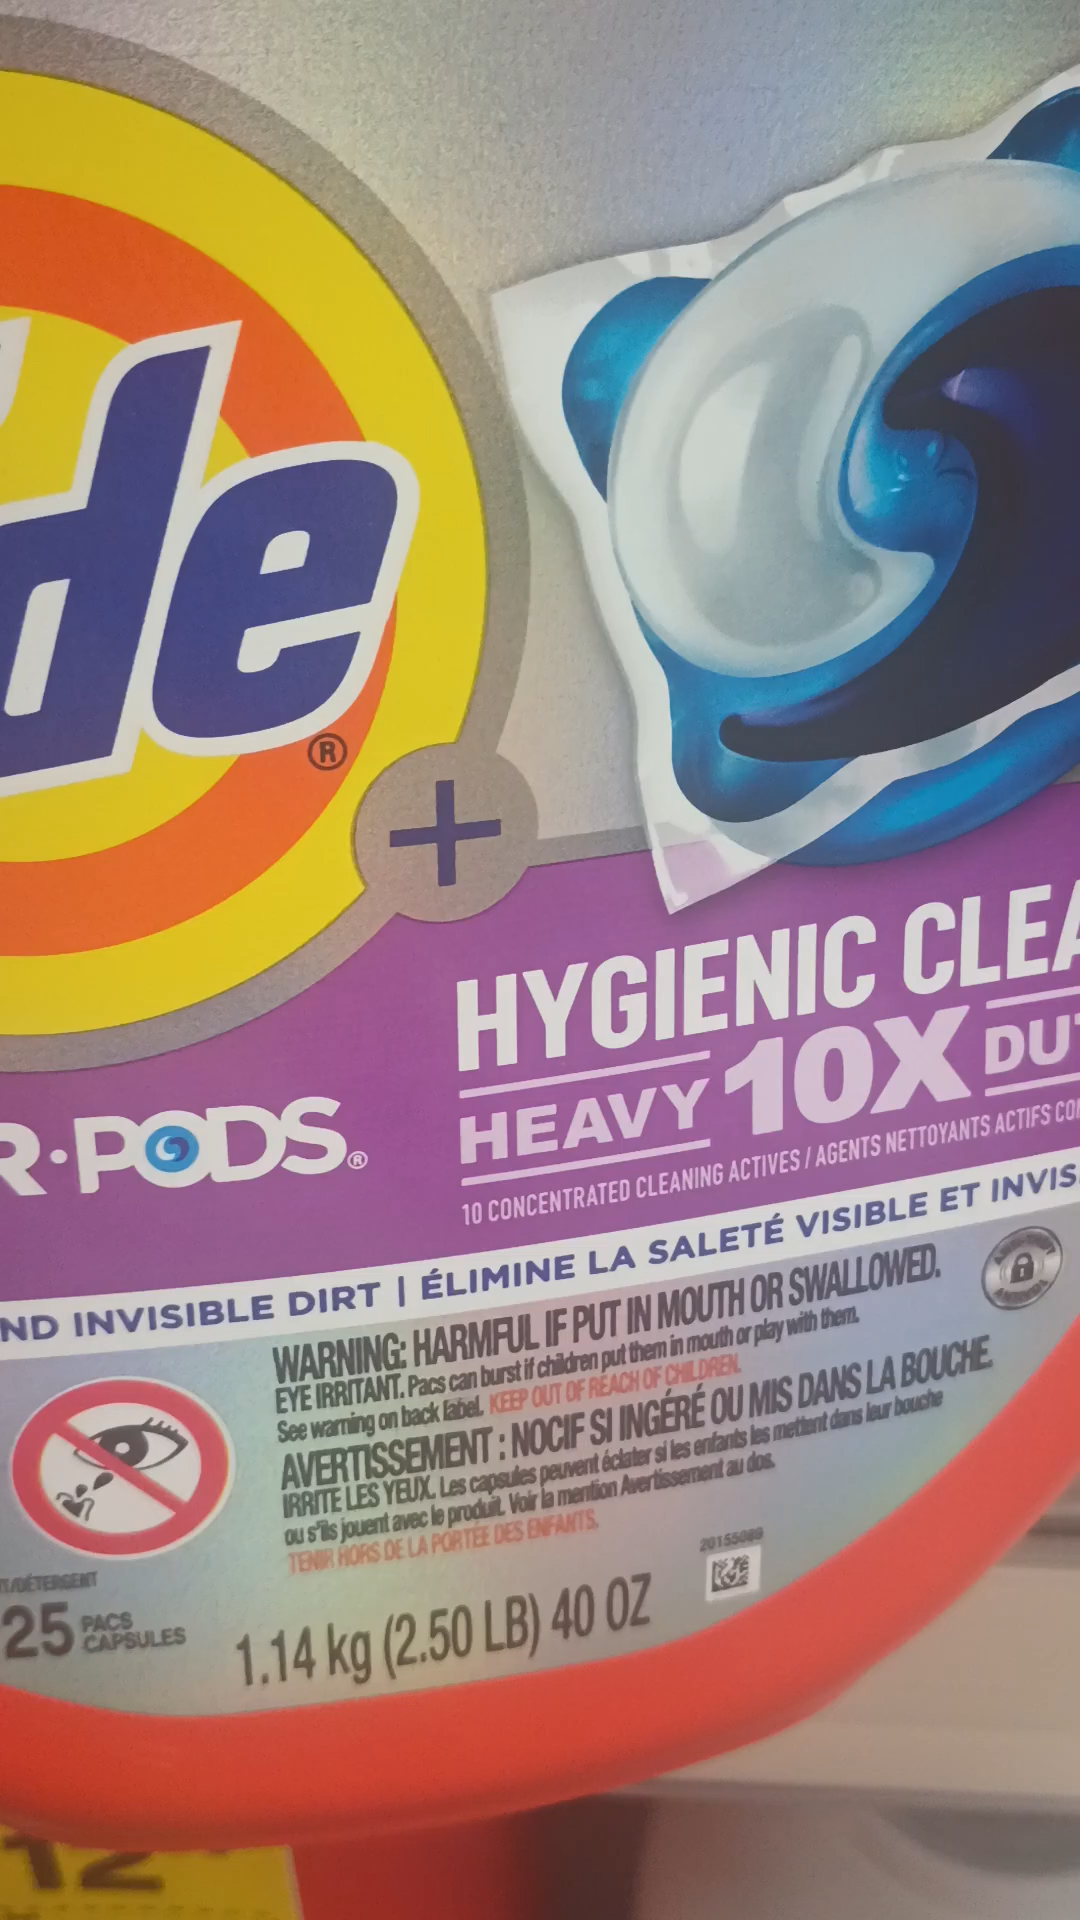 de®
+
HYGIENIC CLEA
HEAVY 10X DUT
R·PODS®
10 CONCENTRATED CLEANING ACTIVES / AGENTS NETTOYANTS ACTIFS CO
ND INVISIBLE DIRT | ÉLIMINE LA SALETÉ VISIBLE ET INVIS
WARNING: HARMFUL IF PUT IN MOUTH OR SWALLOWED.
EYE IRRITANT. Pacs can burst if children put them in mouth or play with them.
See warning on back label. KEEP OUT OF REACH OF CHILDREN.
AVERTISSEMENT : NOCIF SI INGÉRÉ OU MIS DANS LA BOUCHE.
IRRITE LES YEUX. Les capsules peuvent éclater si les enfants les mettent dans leur bouche
ou s'ils jouent avec le produit. Voir la mention Avertissement au dos.
TENIR HORS DE LA PORTÉE DES ENFANTS.
T/DÉTERGENT
25 PACS
CAPSULES
1.14 kg (2.50 LB) 40 OZ
12